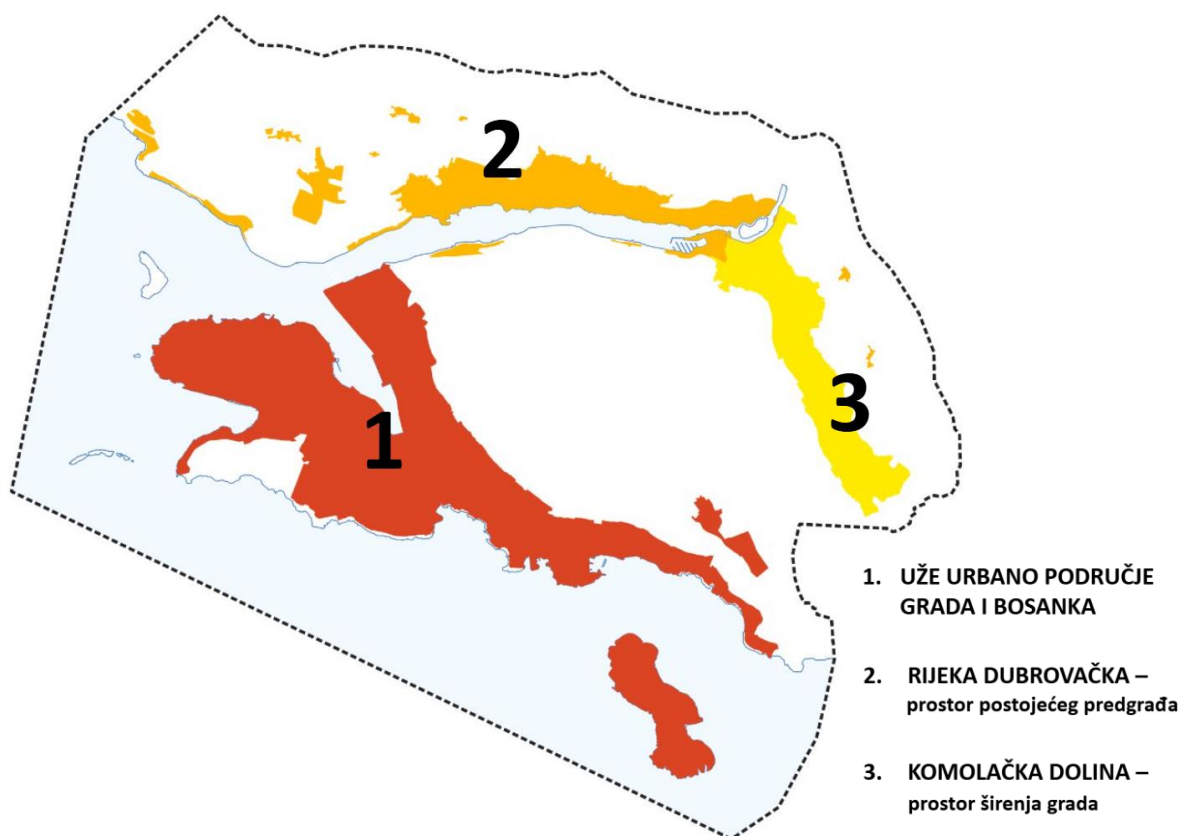 2
3
1
1. UŽE URBANO PODRUČJE
GRADA I BOSANKA
2. RIJEKA DUBROVAČKA –
prostor postojećeg predgrađa
3. KOMOLAČKA DOLINA –
prostor širenja grada